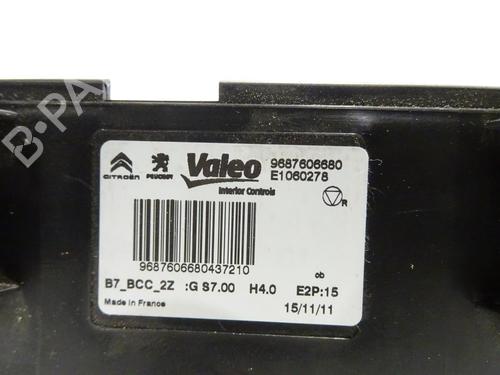 B-PA
CITROËN PEUGEOT Valeo 9687606680
Interior Controls E1060278
R
9687606680437210
ob
B7_BCC_2Z :G S7.00 H4.0 E2P:15
Made in France 15/11/11